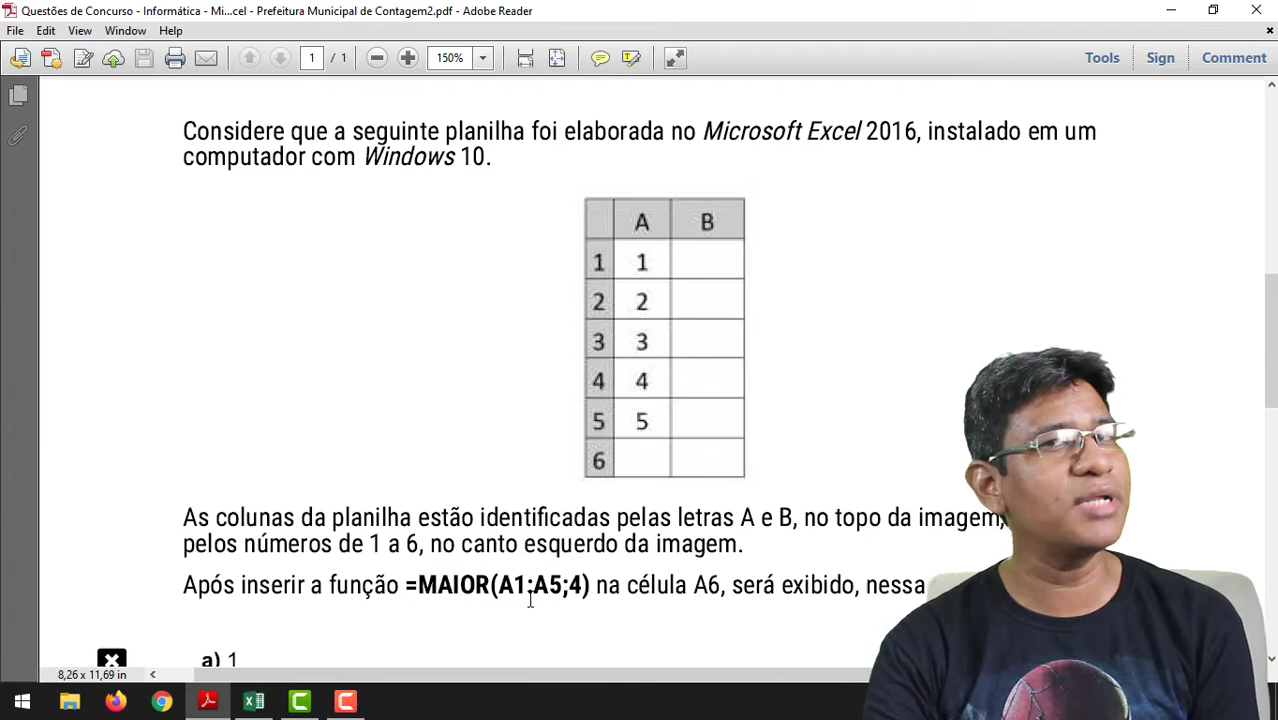 Questões de Concurso - Informática - Mi...cel - Prefeitura Municipal de Contagem2.pdf - Adobe Reader
File Edit View Window Help
1 / 1 150% Tools Sign Comment
Considere que a seguinte planilha foi elaborada no Microsoft Excel 2016, instalado em um
computador com Windows 10.
A B
1 1
2 2
3 3
4 4
5 5
6
As colunas da planilha estão identificadas pelas letras A e B, no topo da imagem,
pelos números de 1 a 6, no canto esquerdo da imagem.
Após inserir a função =MAIOR(A1:A5;4) na célula A6, será exibido, nessa
a) 1
8,26 x 11,69 in